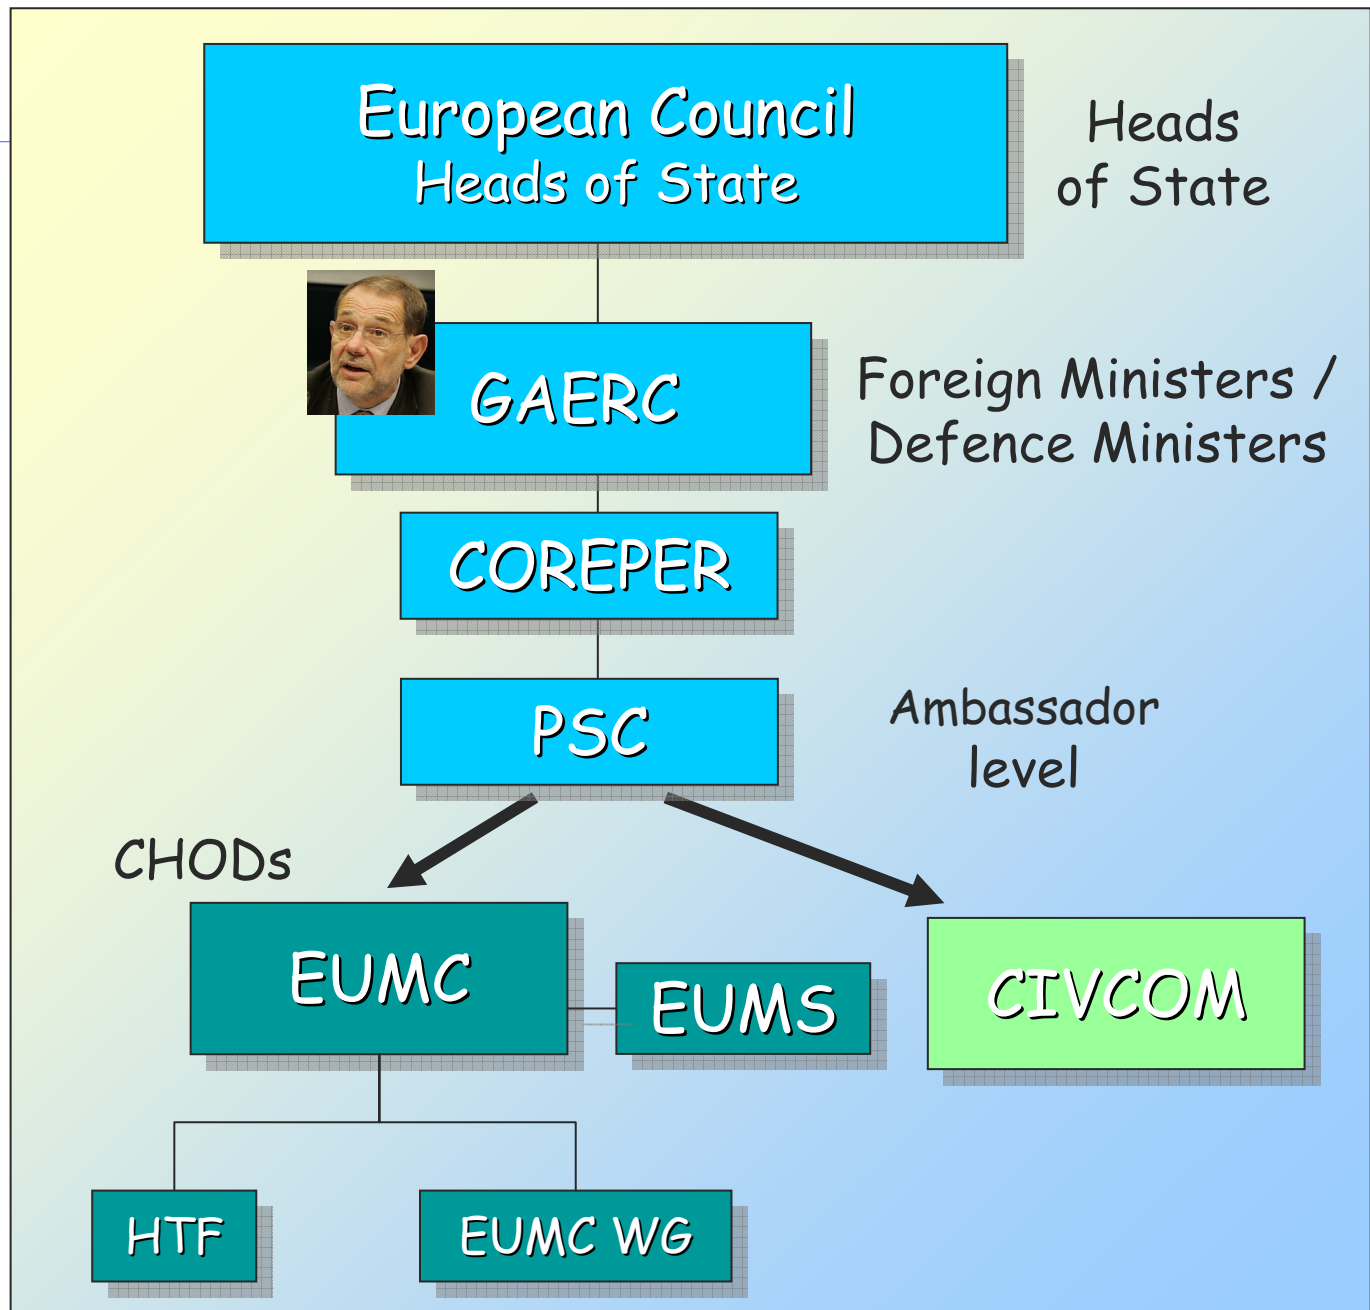 European Council
Heads of State
Heads
of State
GAERC
Foreign Ministers /
Defence Ministers
COREPER
PSC
Ambassador
level
CHODs
EUMC
EUMS
CIVCOM
HTF
EUMC WG